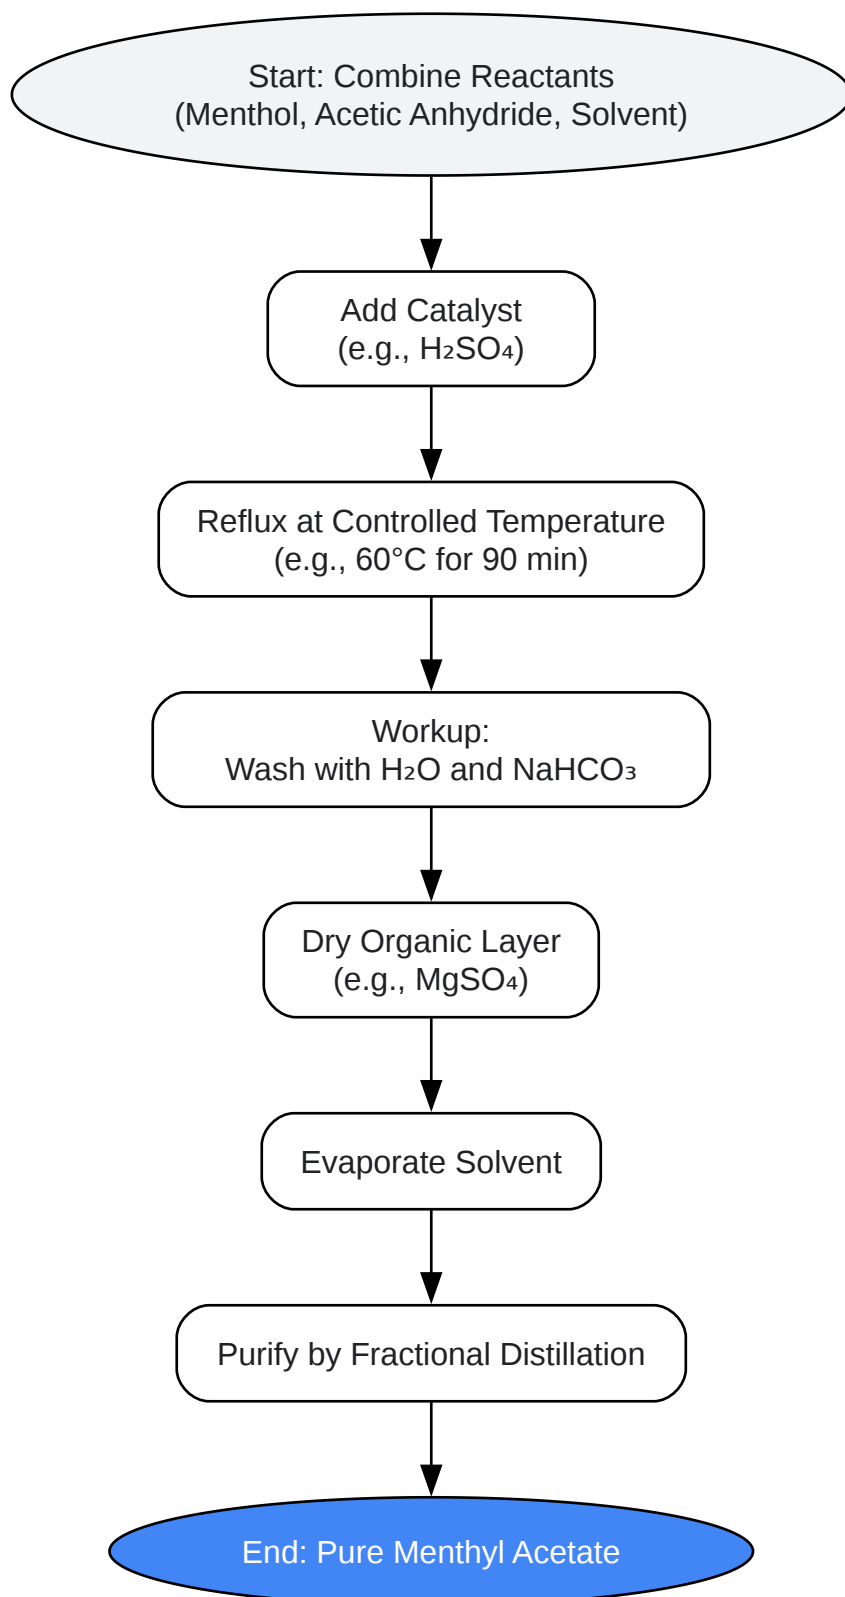 Start: Combine Reactants
(Menthol, Acetic Anhydride, Solvent)
Add Catalyst
(e.g., H₂SO₄)
Reflux at Controlled Temperature
(e.g., 60°C for 90 min)
Workup:
Wash with H₂O and NaHCO₃
Dry Organic Layer
(e.g., MgSO₄)
Evaporate Solvent
Purify by Fractional Distillation
End: Pure Menthyl Acetate